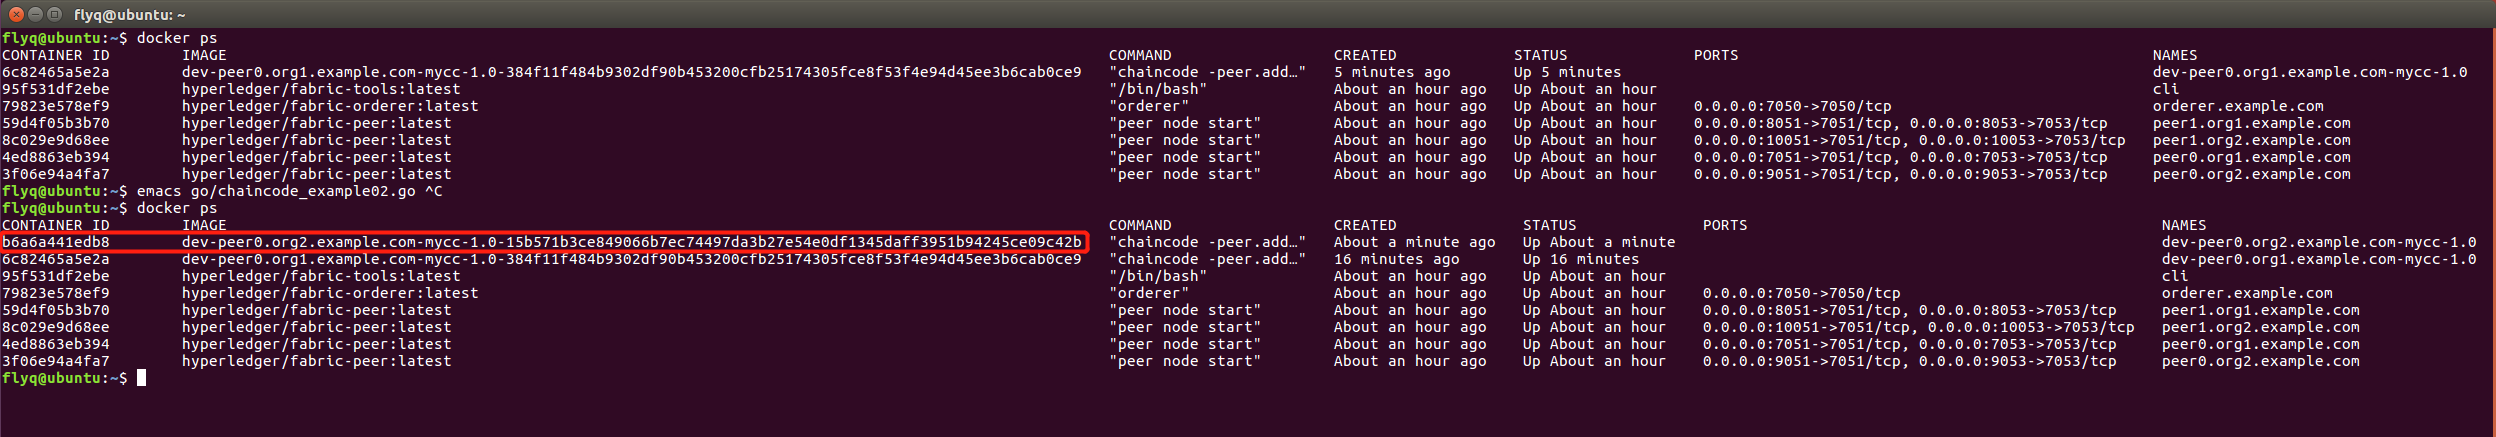 flyq@ubuntu: ~
flyq@ubuntu:~$ docker ps
CONTAINER ID IMAGE COMMAND CREATED STATUS PORTS NAMES
6c82465a5e2a dev-peer0.org1.example.com-mycc-1.0-384f11f484b9302df90b453200cfb25174305fce8f53f4e94d45ee3b6cab0ce9 "chaincode -peer.add…" 5 minutes ago Up 5 minutes dev-peer0.org1.example.com-mycc-1.0
95f531df2ebe hyperledger/fabric-tools:latest "/bin/bash" About an hour ago Up About an hour cli
79823e578ef9 hyperledger/fabric-orderer:latest "orderer" About an hour ago Up About an hour 0.0.0.0:7050->7050/tcp orderer.example.com
59d4f05b3b70 hyperledger/fabric-peer:latest "peer node start" About an hour ago Up About an hour 0.0.0.0:8051->7051/tcp, 0.0.0.0:8053->7053/tcp peer1.org1.example.com
8c029e9d68ee hyperledger/fabric-peer:latest "peer node start" About an hour ago Up About an hour 0.0.0.0:10051->7051/tcp, 0.0.0.0:10053->7053/tcp peer1.org2.example.com
4ed8863eb394 hyperledger/fabric-peer:latest "peer node start" About an hour ago Up About an hour 0.0.0.0:7051->7051/tcp, 0.0.0.0:7053->7053/tcp peer0.org1.example.com
3f06e94a4fa7 hyperledger/fabric-peer:latest "peer node start" About an hour ago Up About an hour 0.0.0.0:9051->7051/tcp, 0.0.0.0:9053->7053/tcp peer0.org2.example.com
flyq@ubuntu:~$ emacs go/chaincode_example02.go ^C
flyq@ubuntu:~$ docker ps
CONTAINER ID IMAGE COMMAND CREATED STATUS PORTS NAMES
b6a6a441edb8 dev-peer0.org2.example.com-mycc-1.0-15b571b3ce849066b7ec74497da3b27e54e0df1345daff3951b94245ce09c42b "chaincode -peer.add…" About a minute ago Up About a minute dev-peer0.org2.example.com-mycc-1.0
6c82465a5e2a dev-peer0.org1.example.com-mycc-1.0-384f11f484b9302df90b453200cfb25174305fce8f53f4e94d45ee3b6cab0ce9 "chaincode -peer.add…" 16 minutes ago Up 16 minutes dev-peer0.org1.example.com-mycc-1.0
95f531df2ebe hyperledger/fabric-tools:latest "/bin/bash" About an hour ago Up About an hour cli
79823e578ef9 hyperledger/fabric-orderer:latest "orderer" About an hour ago Up About an hour 0.0.0.0:7050->7050/tcp orderer.example.com
59d4f05b3b70 hyperledger/fabric-peer:latest "peer node start" About an hour ago Up About an hour 0.0.0.0:8051->7051/tcp, 0.0.0.0:8053->7053/tcp peer1.org1.example.com
8c029e9d68ee hyperledger/fabric-peer:latest "peer node start" About an hour ago Up About an hour 0.0.0.0:10051->7051/tcp, 0.0.0.0:10053->7053/tcp peer1.org2.example.com
4ed8863eb394 hyperledger/fabric-peer:latest "peer node start" About an hour ago Up About an hour 0.0.0.0:7051->7051/tcp, 0.0.0.0:7053->7053/tcp peer0.org1.example.com
3f06e94a4fa7 hyperledger/fabric-peer:latest "peer node start" About an hour ago Up About an hour 0.0.0.0:9051->7051/tcp, 0.0.0.0:9053->7053/tcp peer0.org2.example.com
flyq@ubuntu:~$